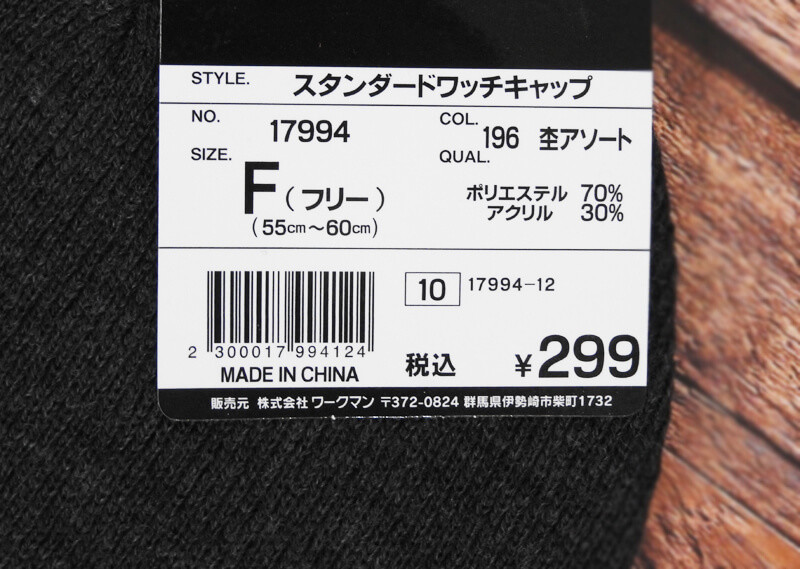 STYLE. スタンダードワッチキャップ
NO. 17994
COL. 196 杢アソート
SIZE. F (フリー)
(55cm～60cm)
QUAL. ポリエステル 70%
アクリル 30%
10 17994-12
2 300017 994124
MADE IN CHINA
税込 ¥299
販売元 株式会社 ワークマン 〒372-0824 群馬県伊勢崎市柴町1732